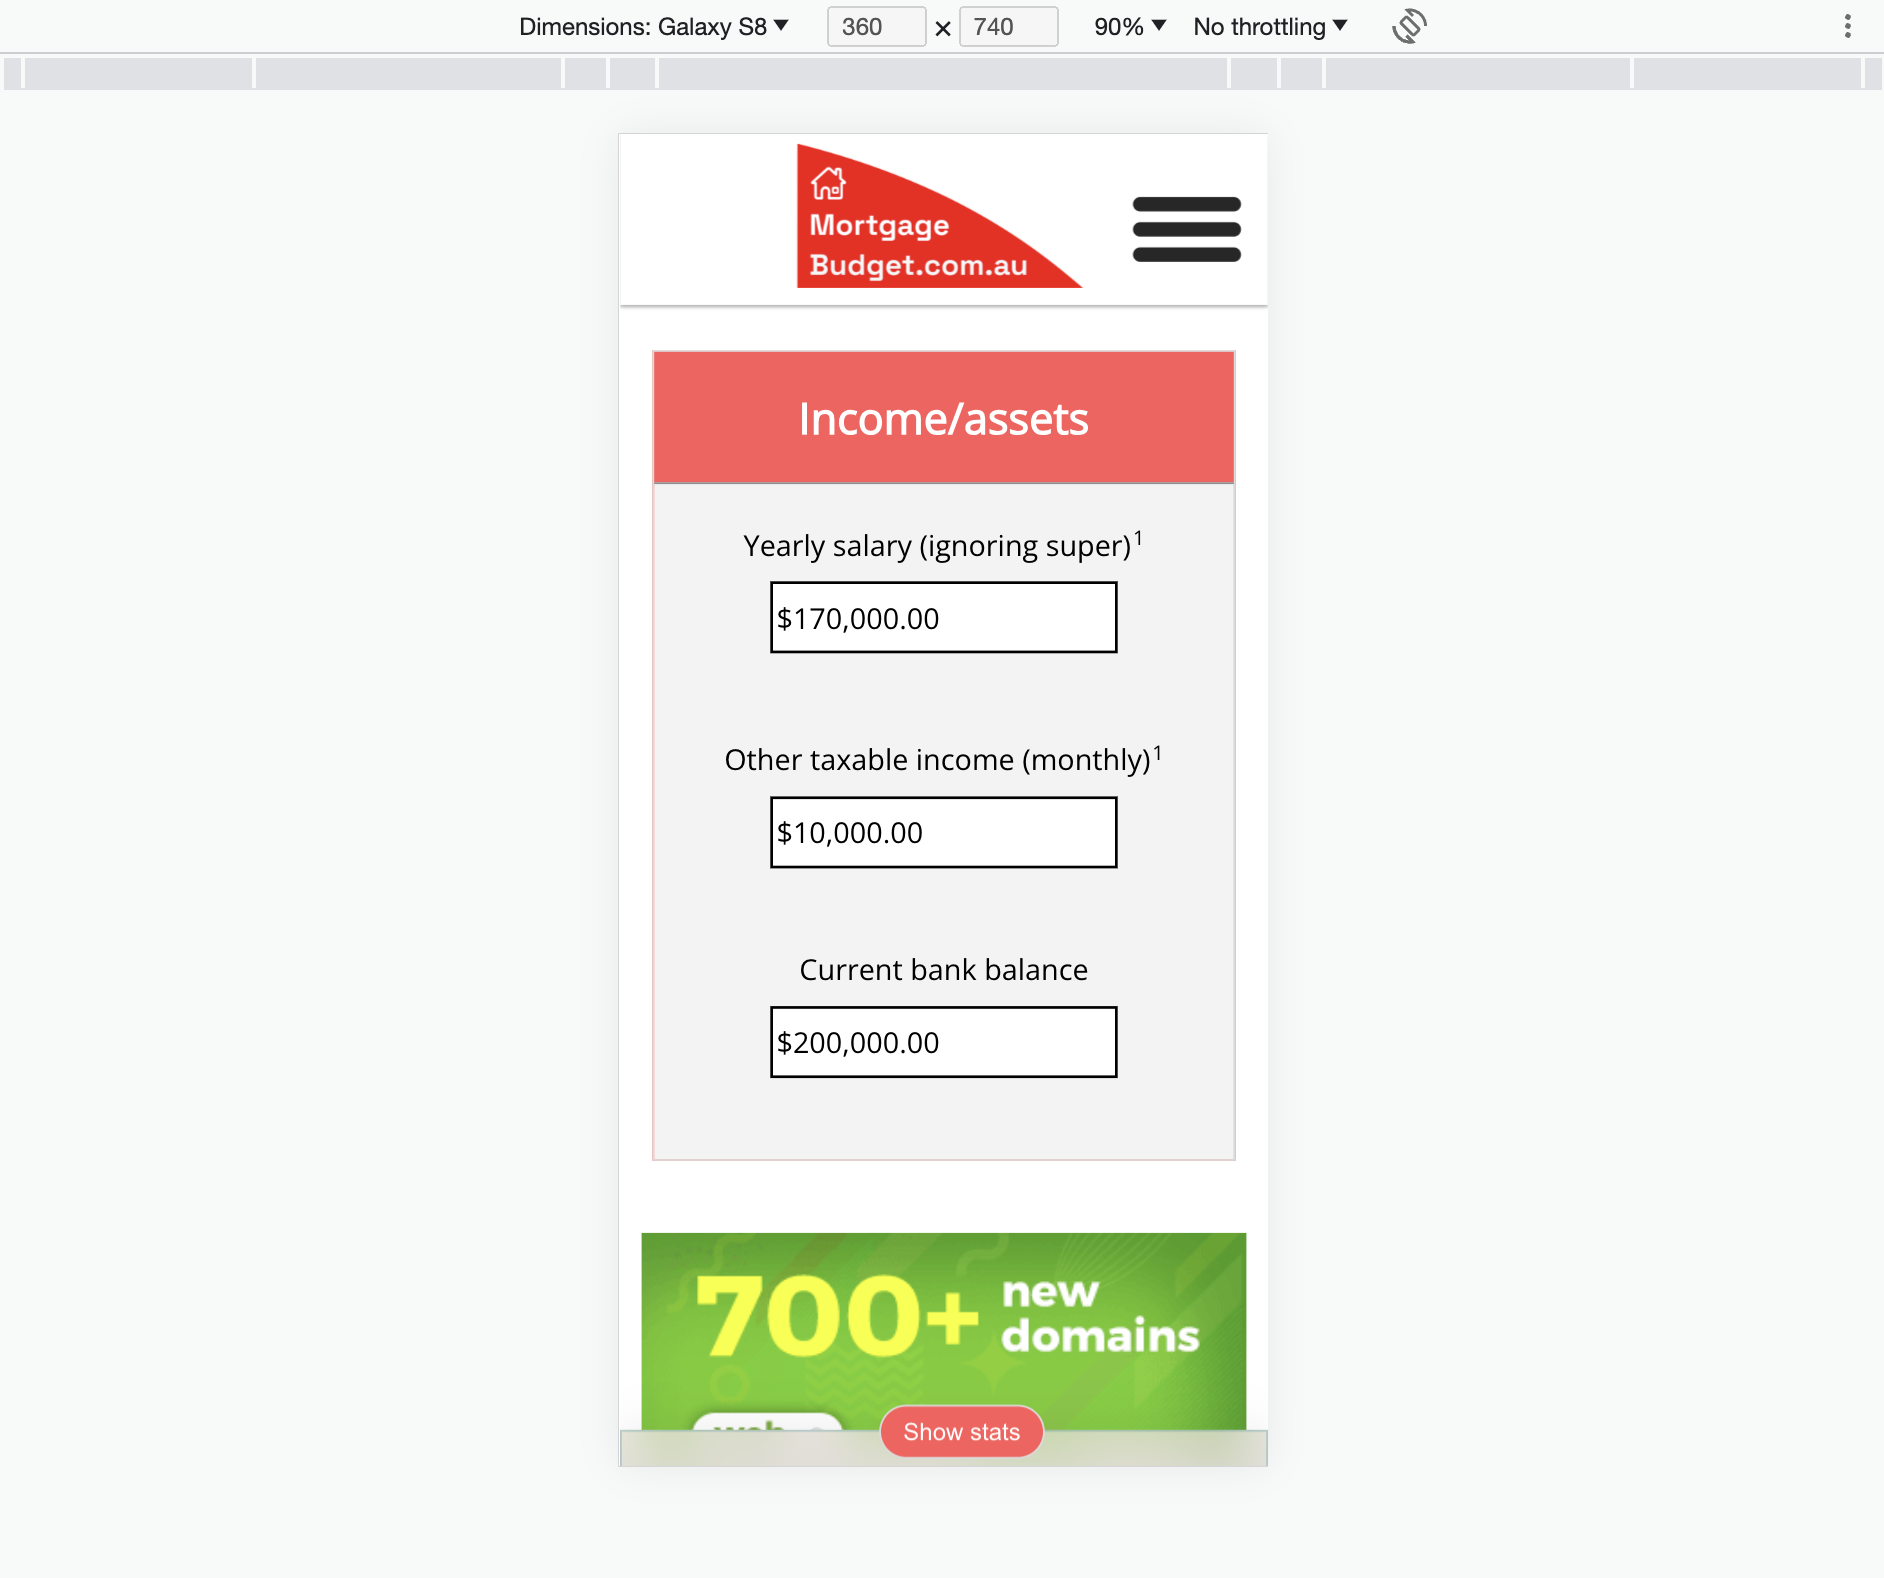 Dimensions: Galaxy S8 ▼ 360 × 740 90% ▼ No throttling ▼
Mortgage
Budget.com.au
Income/assets
Yearly salary (ignoring super)¹
$170,000.00
Other taxable income (monthly)¹
$10,000.00
Current bank balance
$200,000.00
700+ new
domains
Show stats